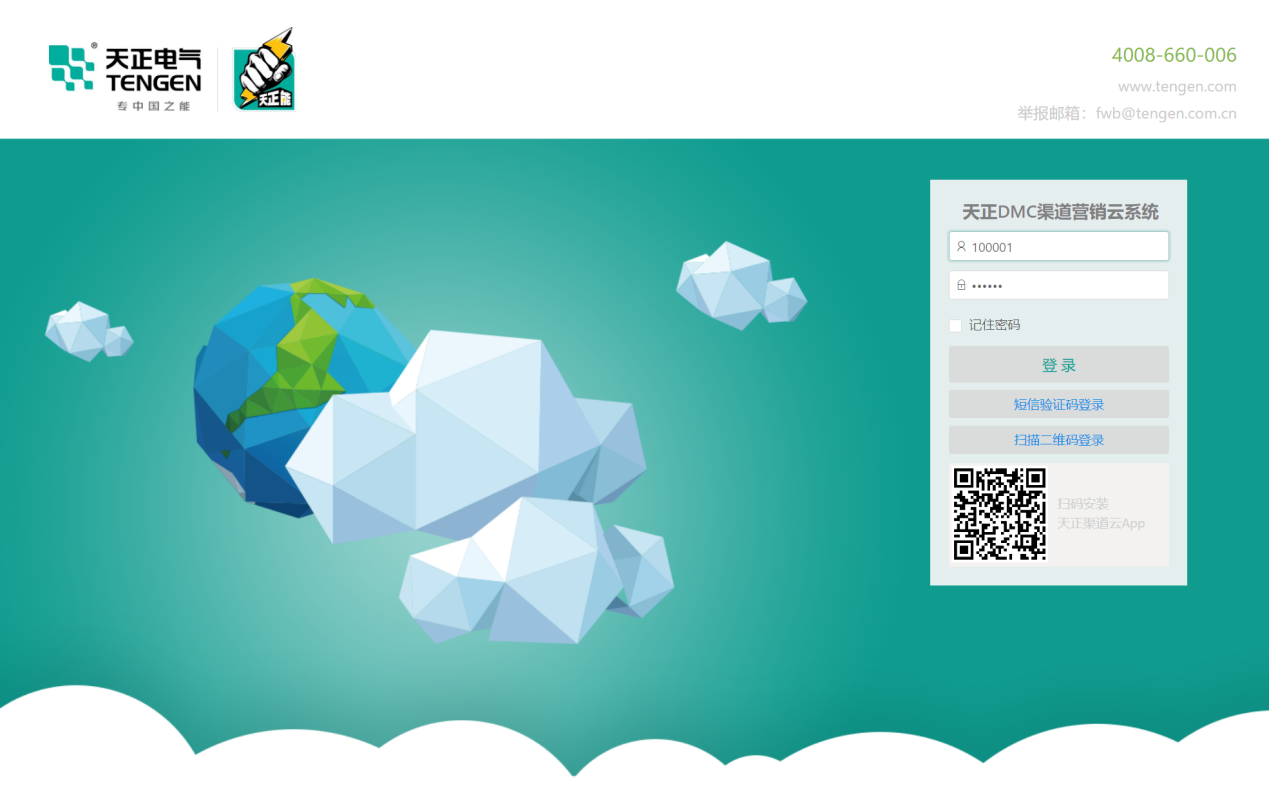 天正电气
TENGEN
专中国之能
天正能
4008-660-006
www.tengen.com
举报邮箱：fwb@tengen.com.cn
天正DMC渠道营销云系统
100001
••••••
记住密码
登 录
短信验证码登录
扫描二维码登录
扫码安装
天正渠道云App